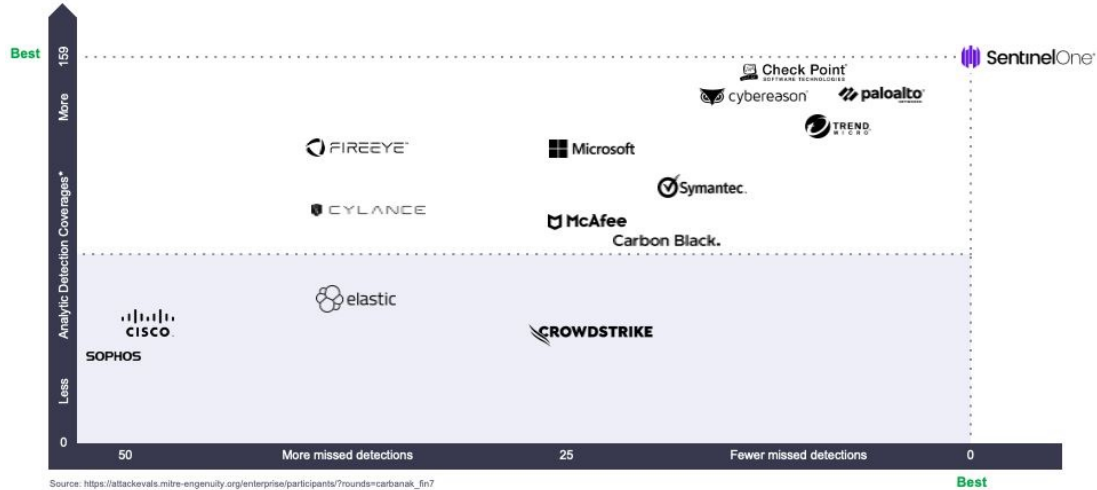 Best
159
SentinelOne®
Check Point®
SOFTWARE TECHNOLOGIES
More
cybereason®
paloalto®
NETWORKS
TREND
MICRO
FIREEYE™
Microsoft
Analytic Detection Coverages*
Symantec.
CYLANCE
McAfee
Carbon Black.
elastic
CISCO
CROWDSTRIKE
SOPHOS
Less
0
50
More missed detections
25
Fewer missed detections
0
Source: https://attackevals.mitre-engenuity.org/enterprise/participants/?rounds=carbanak_fin7
Best